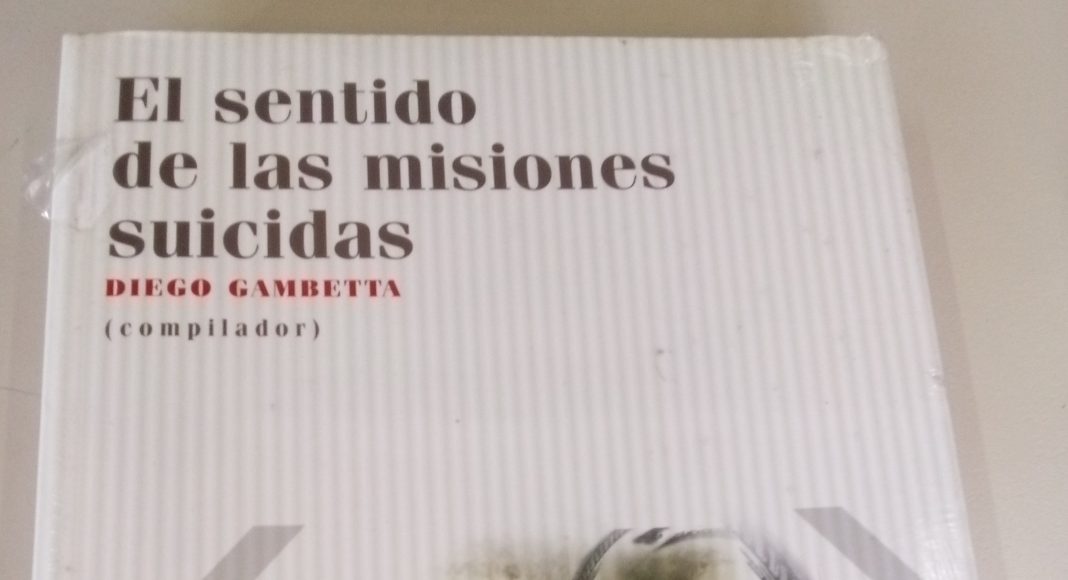 El sentido
de las misiones
suicidas
DIEGO GAMBETTA
(compilador)